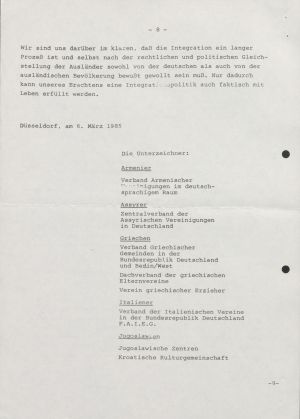 - 8 -
Wir sind uns darüber im klaren, daß die Integration ein langer
Prozeß ist und selbst nach der rechtlichen und politischen Gleich-
stellung der Ausländer sowohl von der deutschen als auch von der
ausländischen Bevölkerung bewußt gewollt sein muß. Nur dadurch
kann unseres Erachtens eine Integrationspolitik auch faktisch mit
Leben erfüllt werden.
Düsseldorf, am 6. März 1985
Die Unterzeichner:
Armenier
Verband Armenischer
Vereinigungen im deutsch-
sprachigem Raum
Assyrer
Zentralverband der
Assyrischen Vereinigungen
in Deutschland
Griechen
Verband Griechischer
Gemeinden in der
Bundesrepublik Deutschland
und Berlin/West
Dachverband der griechischen
Elternvereine
Verein griechischer Erzieher
Italiener
Verband der Italienischen Vereine
in der Bundesrepublik Deutschland
F.A.I.E.G.
Jugoslawien
Jugoslawische Zentren
Kroatische Kulturgemeinschaft
-9-